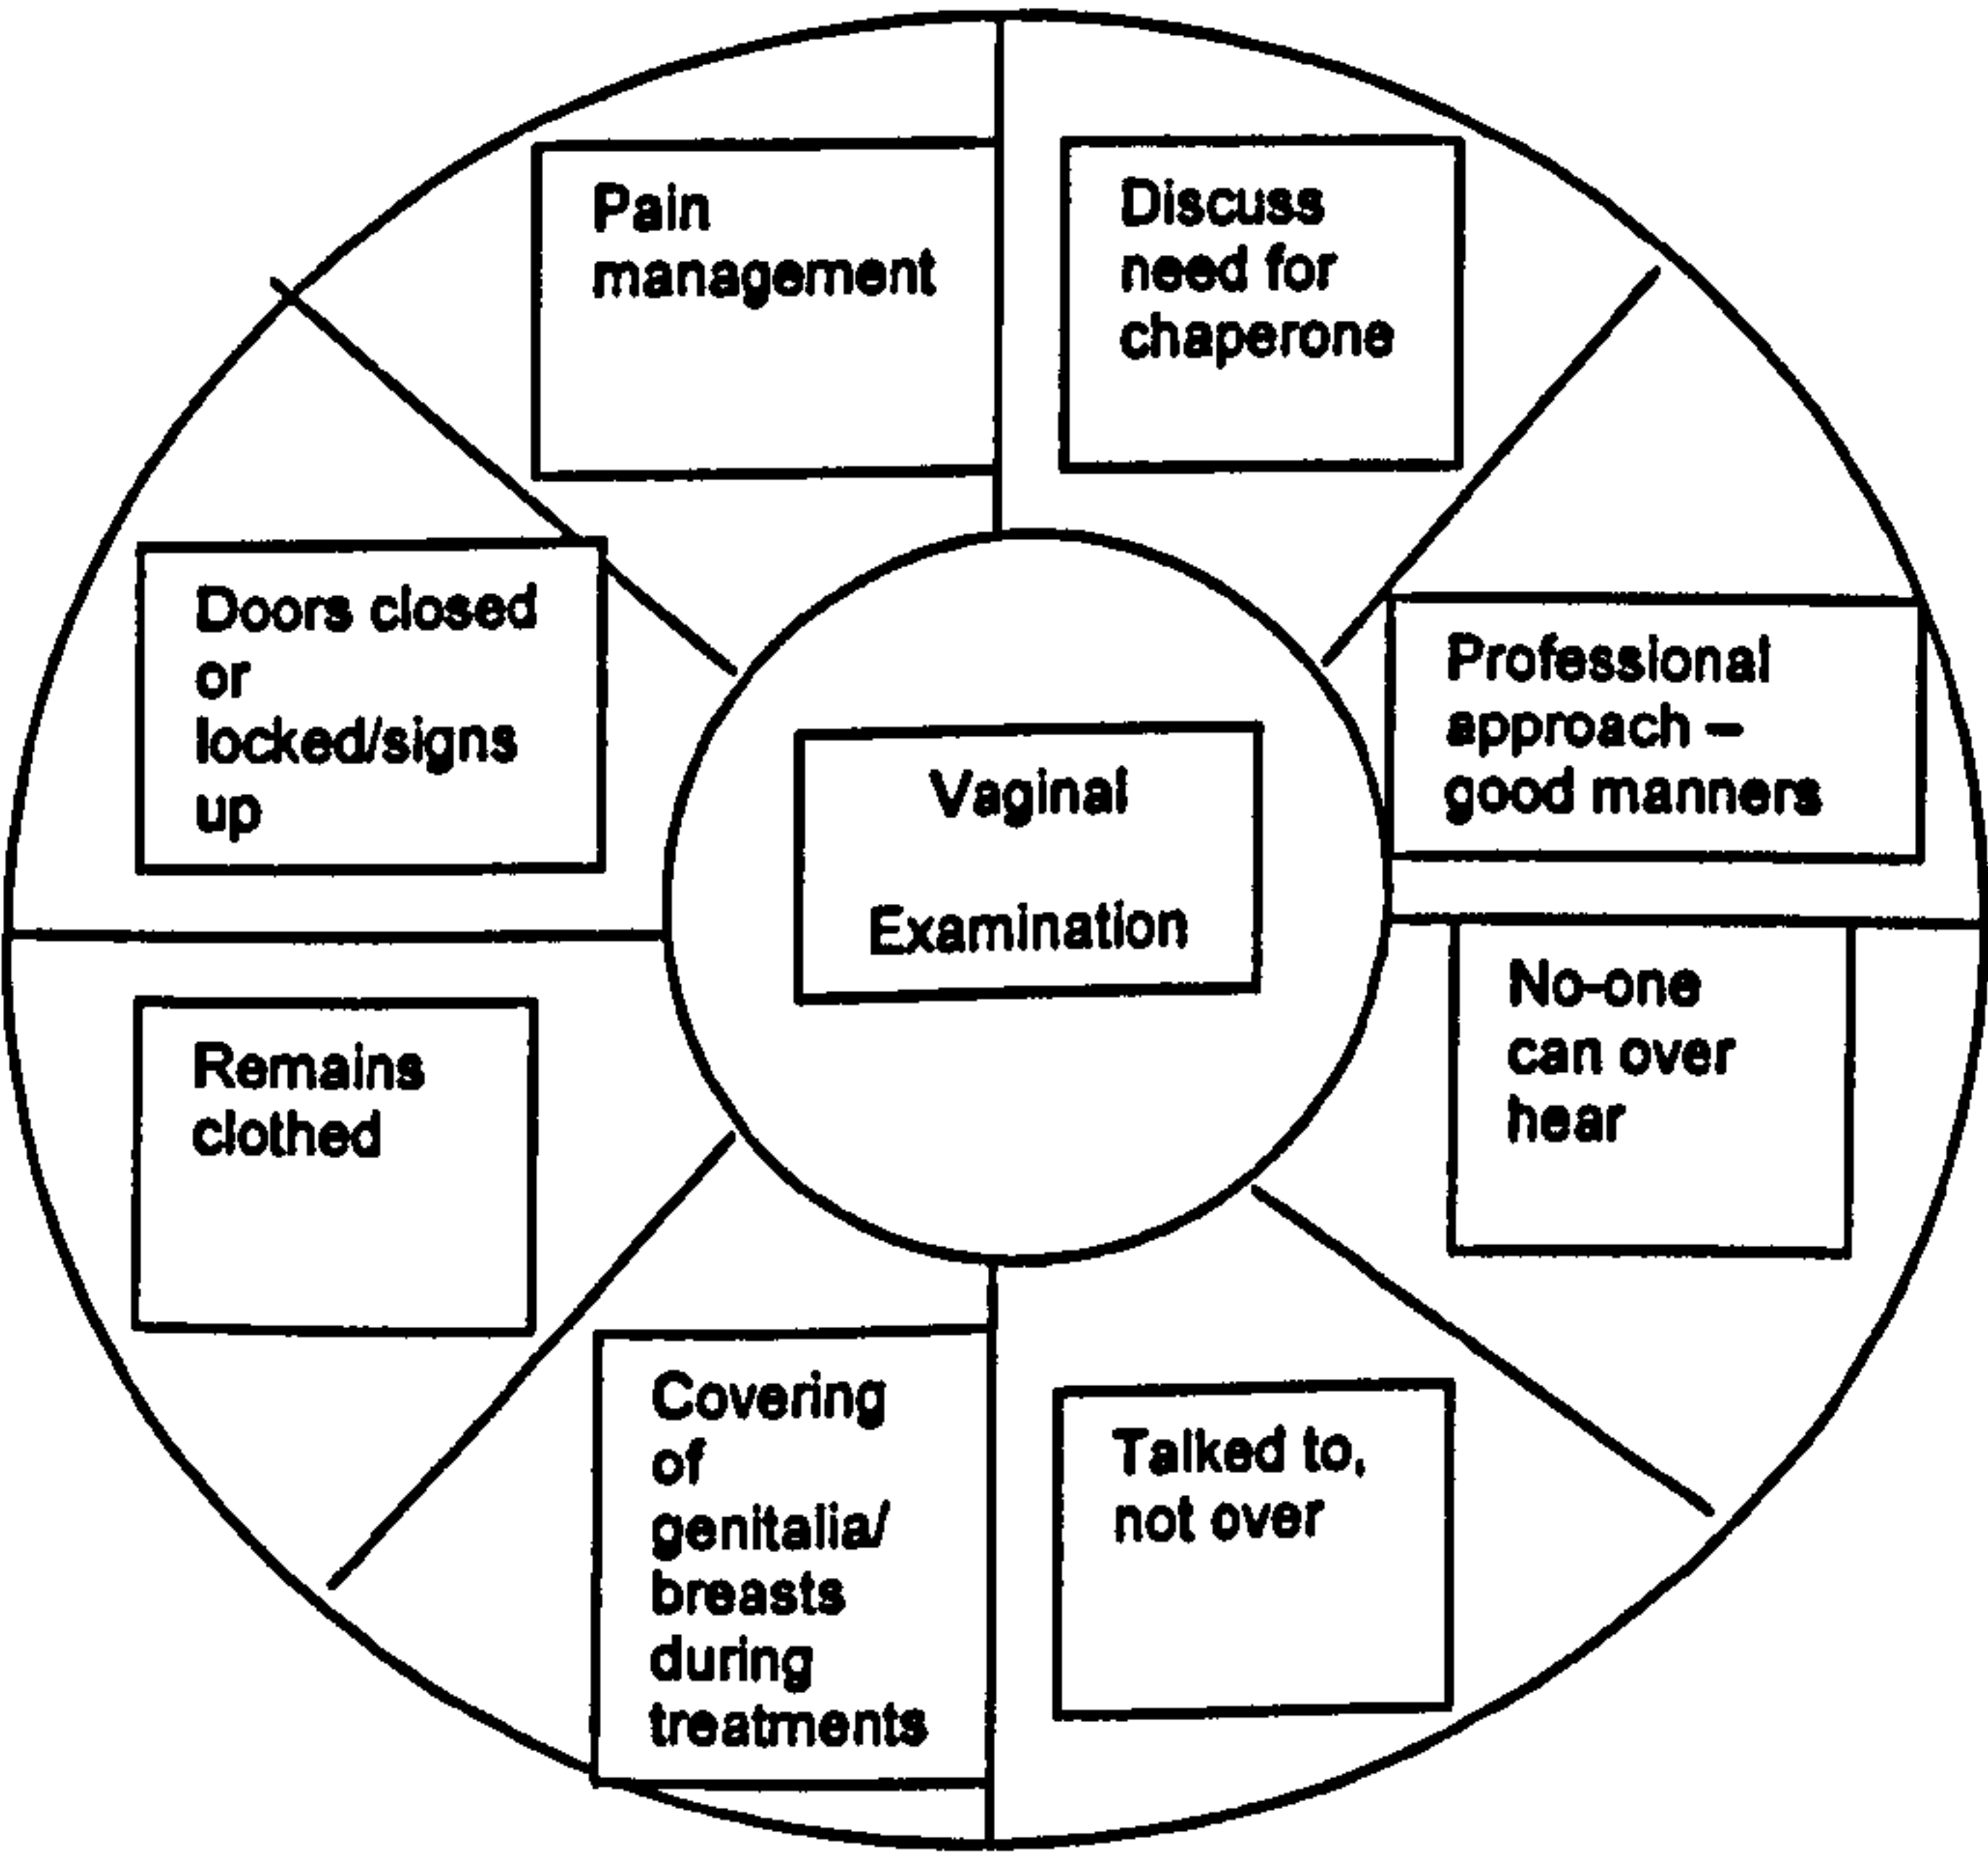 Pain
management
Discuss
need for
chaperone
Doors closed
or
locked/signs
up
Professional
approach –
good manners
Vaginal
Examination
No-one
can over
hear
Remains
clothed
Covering
of
genitalia/
breasts
during
treatments
Talked to,
not over